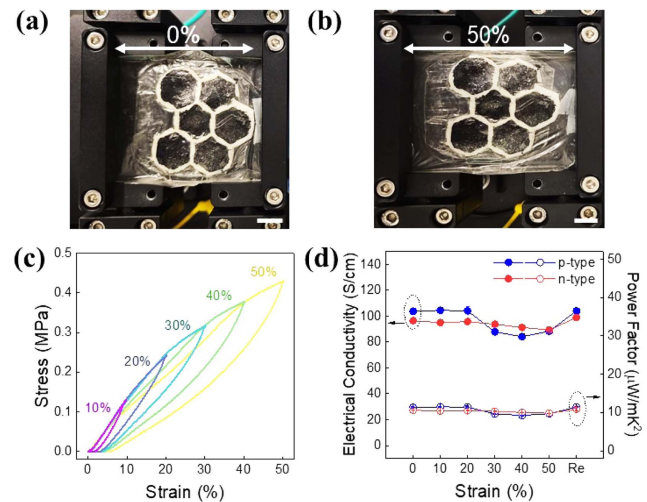 (a)
0%
(b)
50%
(c)
0.5
0.4
0.3
0.2
0.1
0.0
Stress (MPa)
10%
20%
30%
40%
50%
0 10 20 30 40 50
Strain (%)
(d)
140
120
100
80
60
40
20
0
Electrical Conductivity (S/cm)
p-type
n-type
50
40
30
20
10
0
Power Factor (μW/mK²)
0 10 20 30 40 50 Re
Strain (%)